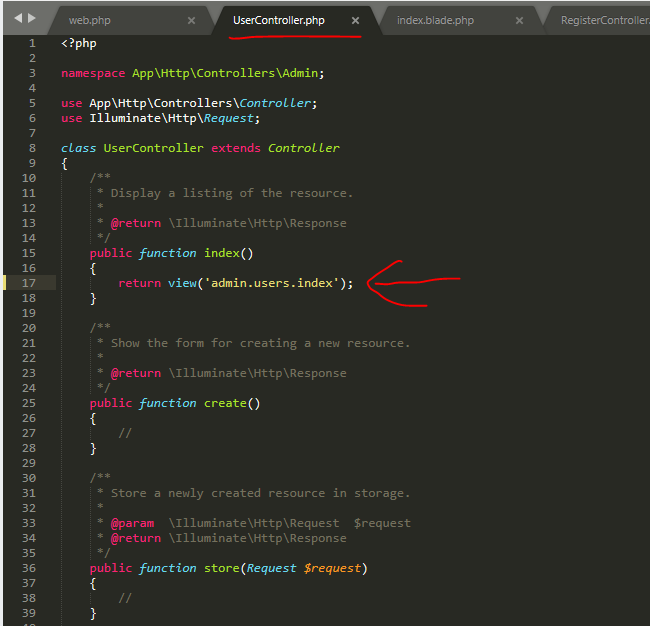 web.php × UserController.php × index.blade.php × RegisterController.
1 <?php
2
3 namespace App\Http\Controllers\Admin;
4
5 use App\Http\Controllers\Controller;
6 use Illuminate\Http\Request;
7
8 class UserController extends Controller
9 {
10 /**
11 * Display a listing of the resource.
12 *
13 * @return \Illuminate\Http\Response
14 */
15 public function index()
16 {
17 return view('admin.users.index');
18 }
19
20 /**
21 * Show the form for creating a new resource.
22 *
23 * @return \Illuminate\Http\Response
24 */
25 public function create()
26 {
27 //
28 }
29
30 /**
31 * Store a newly created resource in storage.
32 *
33 * @param  \Illuminate\Http\Request  $request
34 * @return \Illuminate\Http\Response
35 */
36 public function store(Request $request)
37 {
38 //
39 }